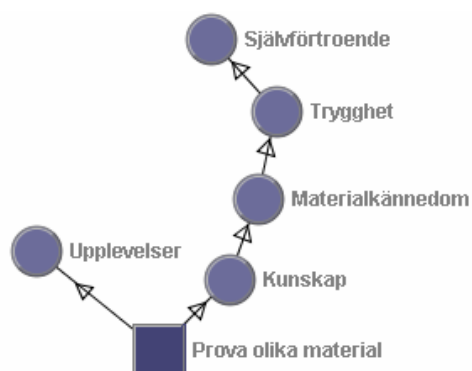 Självförtroende
Trygghet
Materialkännedom
Upplevelser
Kunskap
Prova olika material